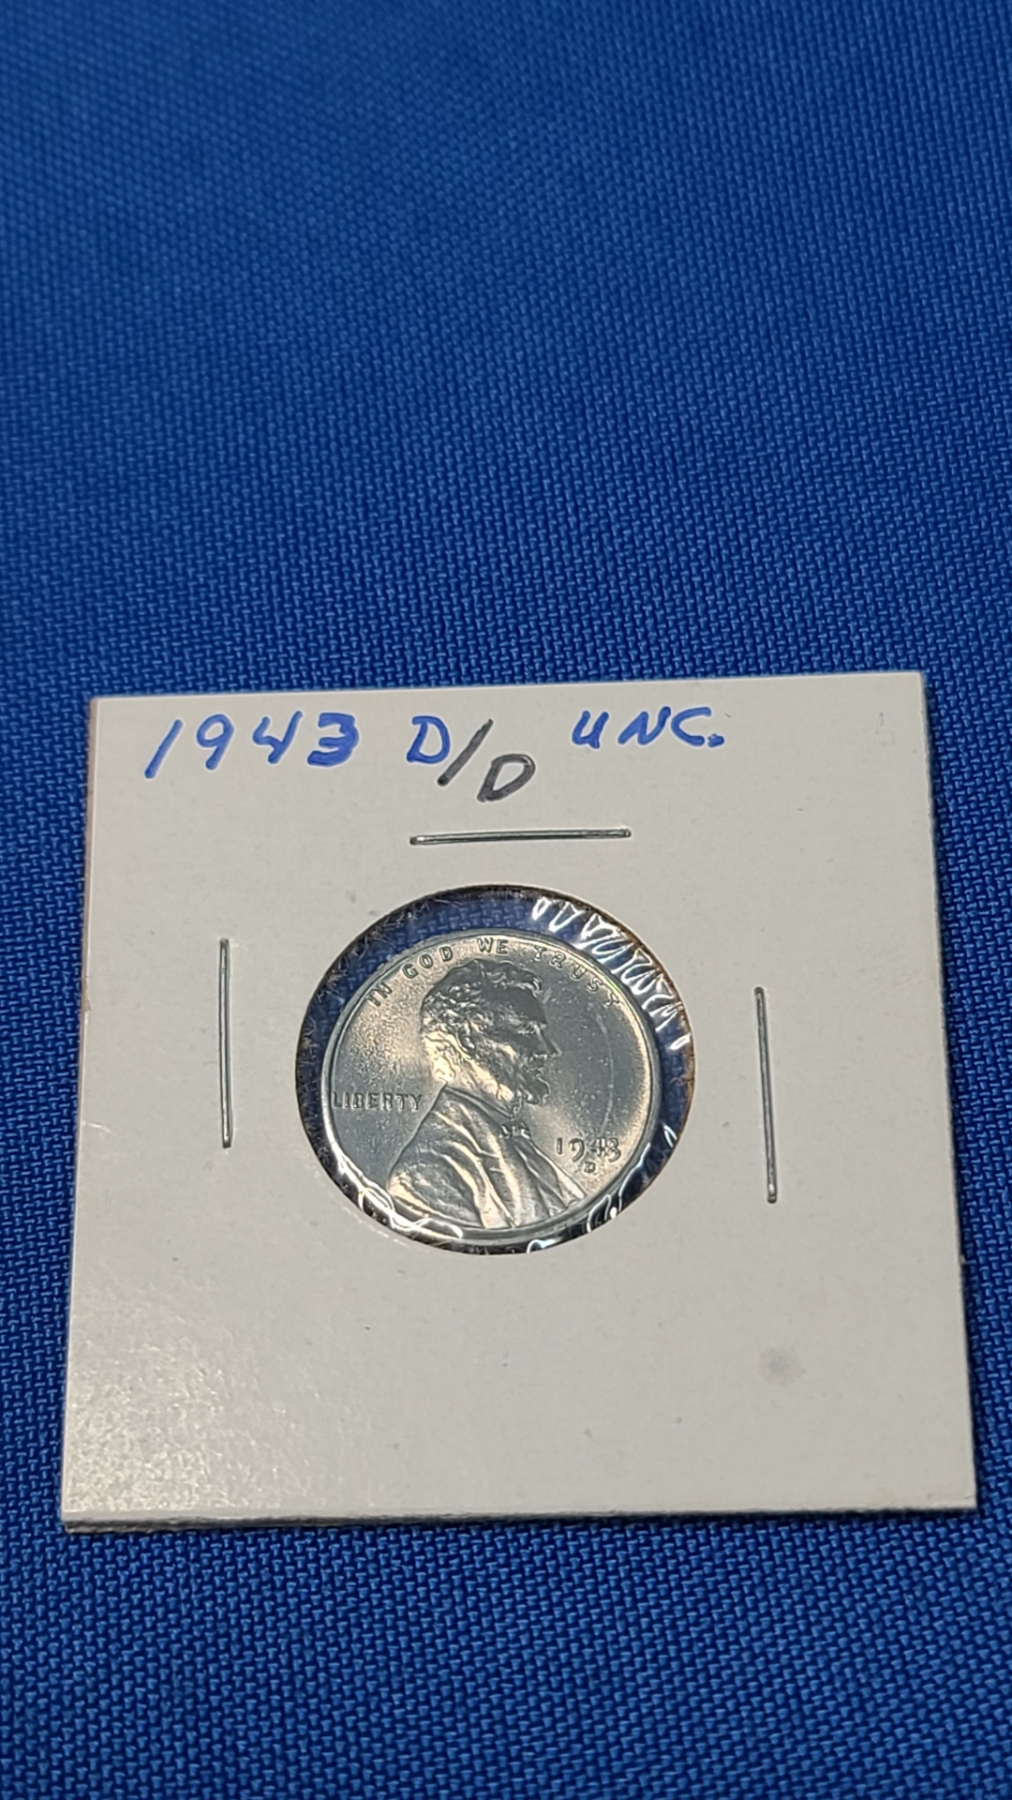 1943 D/D UNC.
IN GOD WE TRUST
LIBERTY
1943
D